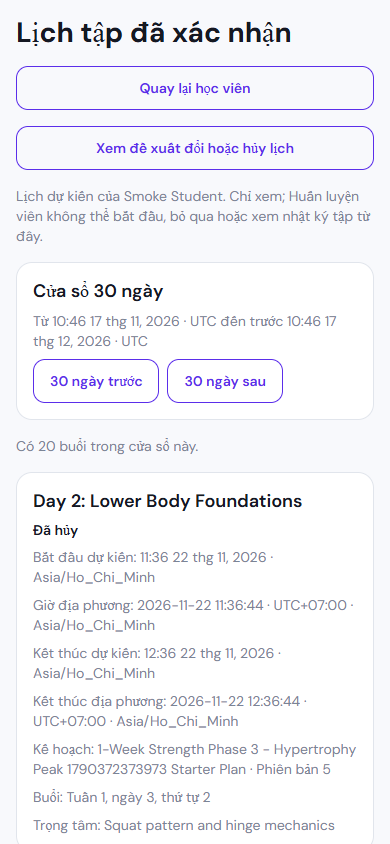 Lịch tập đã xác nhận
Quay lại học viên
Xem đề xuất đổi hoặc hủy lịch
Lịch dự kiến của Smoke Student. Chỉ xem; Huấn luyện
viên không thể bắt đầu, bỏ qua hoặc xem nhật ký tập từ
đây.
Cửa sổ 30 ngày
Từ 10:46 17 thg 11, 2026 · UTC đến trước 10:46 17
thg 12, 2026 · UTC
30 ngày trước
30 ngày sau
Có 20 buổi trong cửa sổ này.
Day 2: Lower Body Foundations
Đã hủy
Bắt đầu dự kiến: 11:36 22 thg 11, 2026 ·
Asia/Ho_Chi_Minh
Giờ địa phương: 2026-11-22 11:36:44 · UTC+07:00 ·
Asia/Ho_Chi_Minh
Kết thúc dự kiến: 12:36 22 thg 11, 2026 ·
Asia/Ho_Chi_Minh
Kết thúc địa phương: 2026-11-22 12:36:44 ·
UTC+07:00 · Asia/Ho_Chi_Minh
Kế hoạch: 1-Week Strength Phase 3 - Hypertrophy
Peak 1790372373973 Starter Plan · Phiên bản 5
Buổi: Tuần 1, ngày 3, thứ tự 2
Trọng tâm: Squat pattern and hinge mechanics